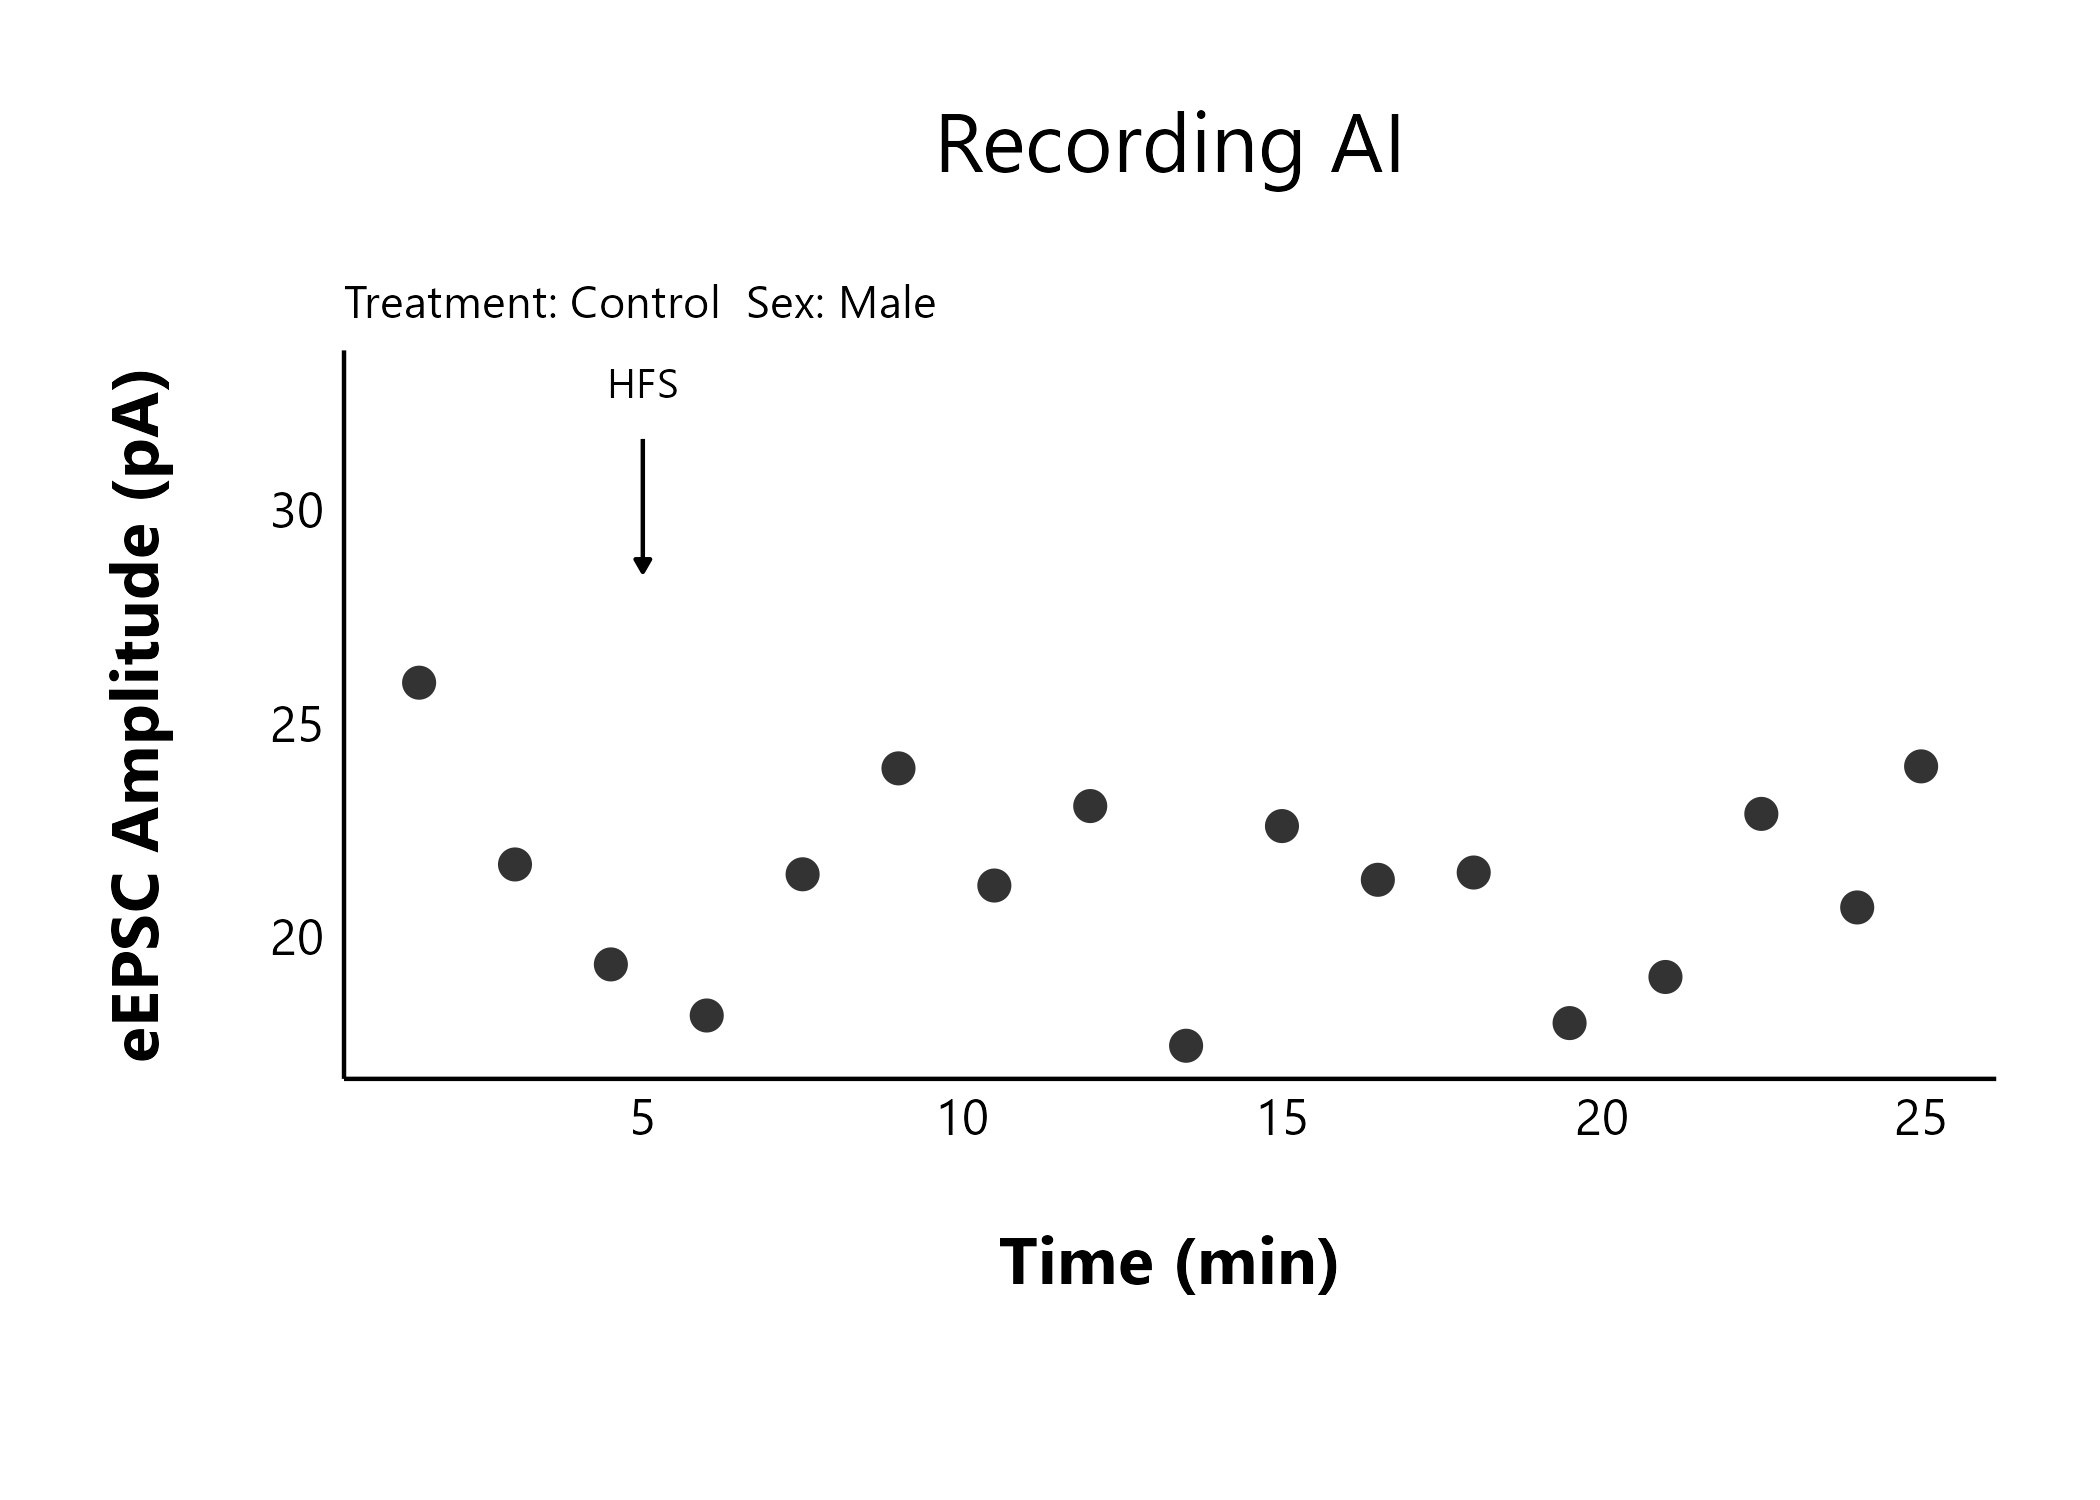 Recording AI
Treatment: Control  Sex: Male
HFS
eEPSC Amplitude (pA)
30
25
20
5 10 15 20 25
Time (min)